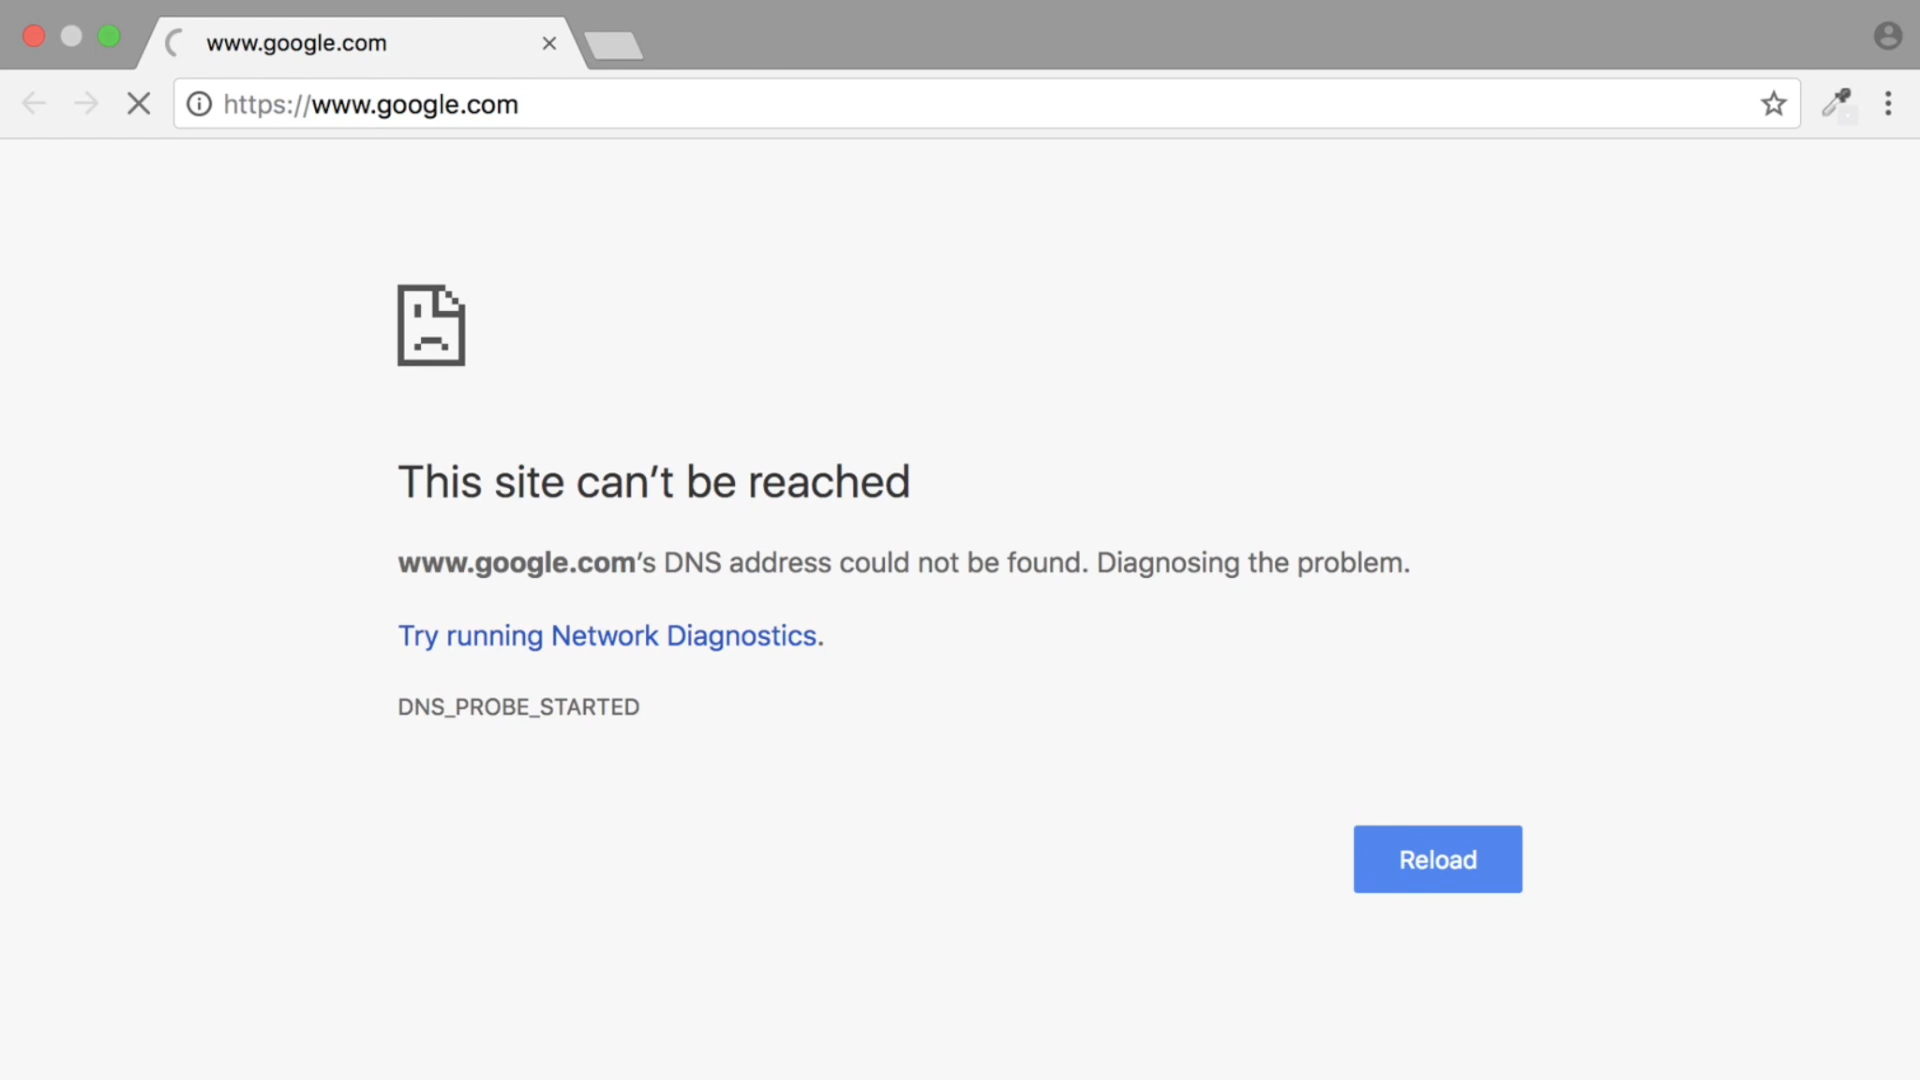 www.google.com
https://www.google.com
This site can’t be reached
www.google.com’s DNS address could not be found. Diagnosing the problem.
Try running Network Diagnostics.
DNS_PROBE_STARTED
Reload